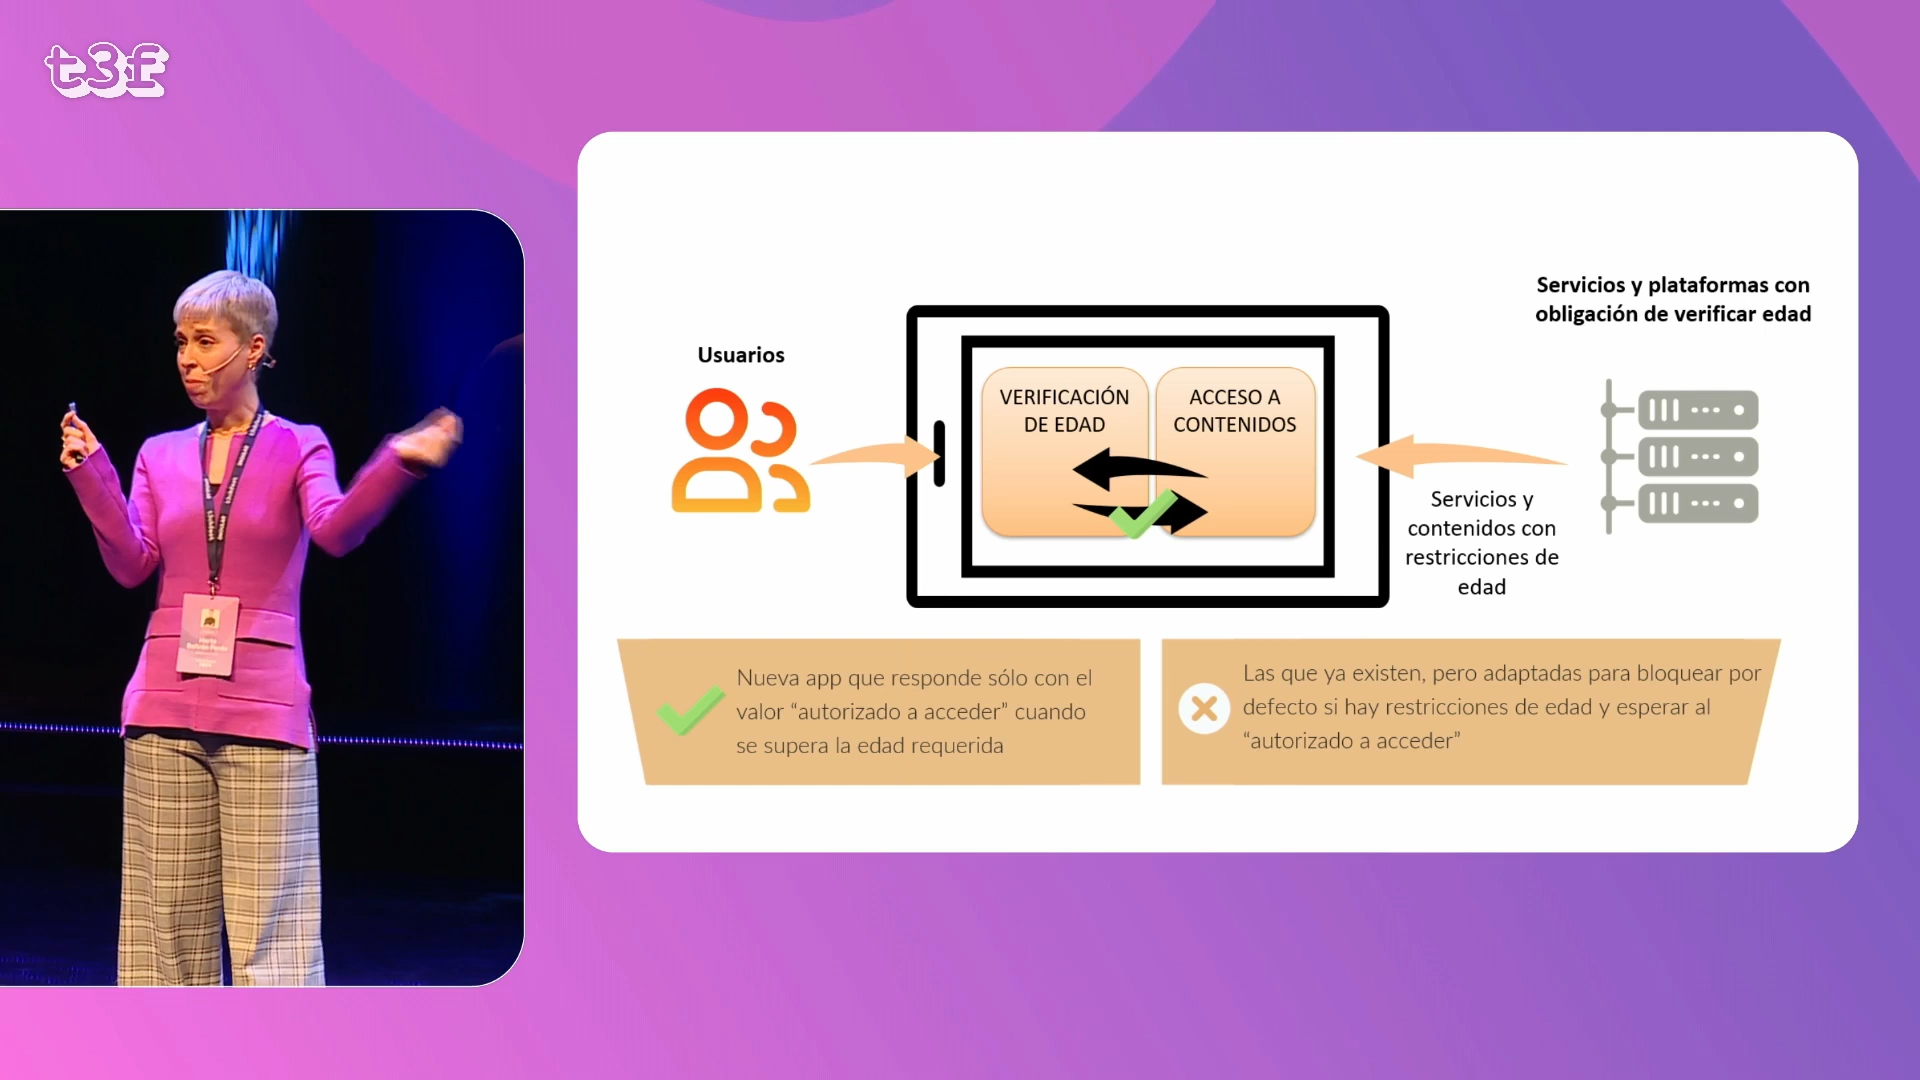 t3f
Usuarios
Servicios y plataformas con
obligación de verificar edad
VERIFICACIÓN
DE EDAD
ACCESO A
CONTENIDOS
Servicios y
contenidos con
restricciones de
edad
Nueva app que responde sólo con el
valor “autorizado a acceder” cuando
se supera la edad requerida
Las que ya existen, pero adaptadas para bloquear por
defecto si hay restricciones de edad y esperar al
“autorizado a acceder”